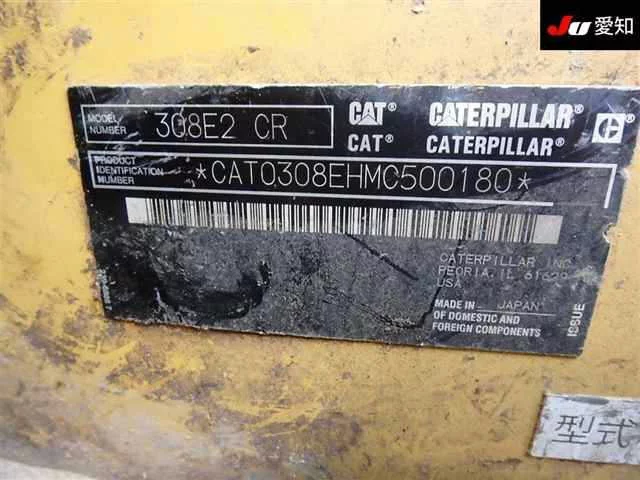 JU 愛知
MODEL NUMBER 308E2 CR
CAT® CATERPILLAR®
CAT® CATERPILLAR®
PRODUCT IDENTIFICATION NUMBER *CAT0308EHMC500180*
CATERPILLAR INC.
PEORIA, IL 61629
USA
MADE IN JAPAN
OF DOMESTIC AND
FOREIGN COMPONENTS
ISSUE
型式